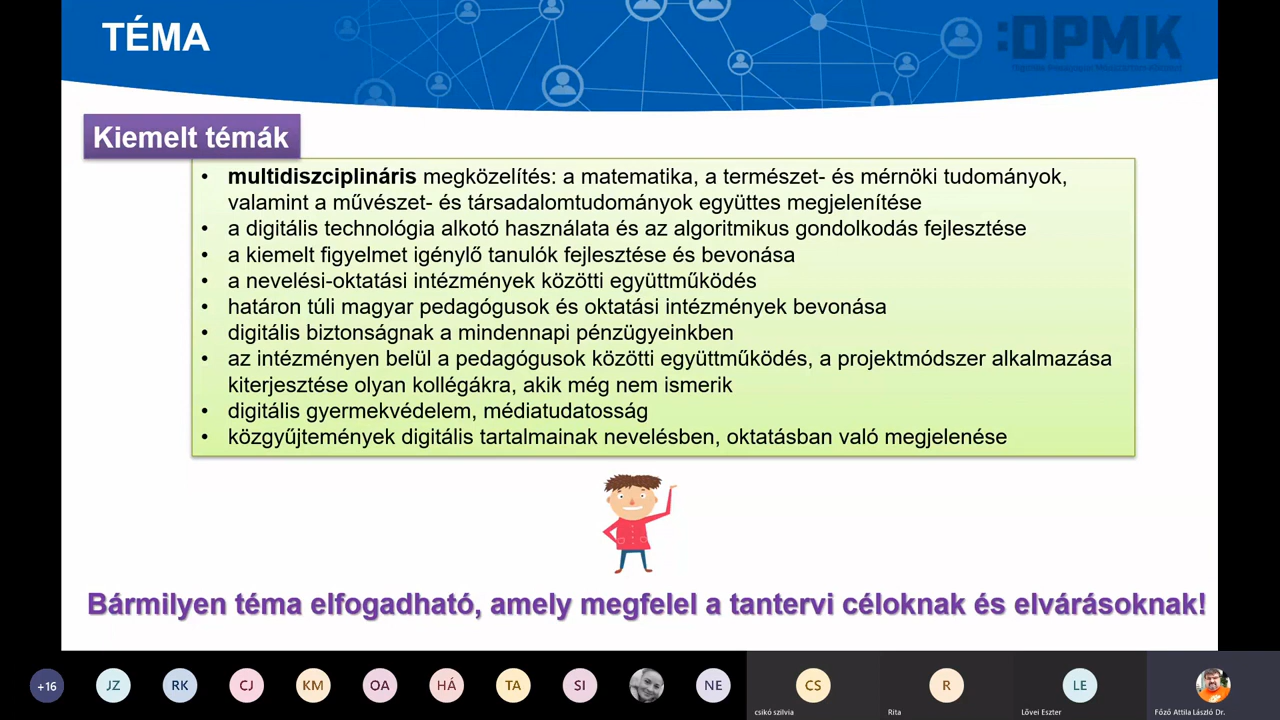 TÉMA
:DPMK
Kiemelt témák
• multidiszciplináris megközelítés: a matematika, a természet- és mérnöki tudományok,
valamint a művészet- és társadalomtudományok együttes megjelenítése
• a digitális technológia alkotó használata és az algoritmikus gondolkodás fejlesztése
• a kiemelt figyelmet igénylő tanulók fejlesztése és bevonása
• a nevelési-oktatási intézmények közötti együttműködés
• határon túli magyar pedagógusok és oktatási intézmények bevonása
• digitális biztonságnak a mindennapi pénzügyeinkben
• az intézményen belül a pedagógusok közötti együttműködés, a projektmódszer alkalmazása
kiterjesztése olyan kollégákra, akik még nem ismerik
• digitális gyermekvédelem, médiatudatosság
• közgyűjtemények digitális tartalmainak nevelésben, oktatásban való megjelenése
Bármilyen téma elfogadható, amely megfelel a tantervi céloknak és elvárásoknak!
+16 JZ RK CJ KM OA HÁ TA SI NE CS R LE
csikó szilvia Rita Lővei Eszter Főző Attila László Dr.